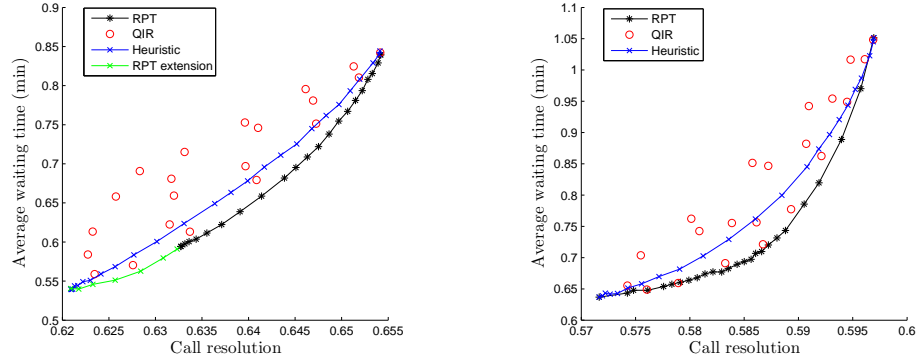 RPT
QIR
Heuristic
RPT extension
0.9
0.85
0.8
0.75
0.7
0.65
0.6
0.55
0.5
Average waiting time (min)
0.62 0.625 0.63 0.635 0.64 0.645 0.65 0.655
Call resolution
RPT
QIR
Heuristic
1.1
1.05
1
0.95
0.9
0.85
0.8
0.75
0.7
0.65
0.6
Average waiting time (min)
0.57 0.575 0.58 0.585 0.59 0.595 0.6
Call resolution